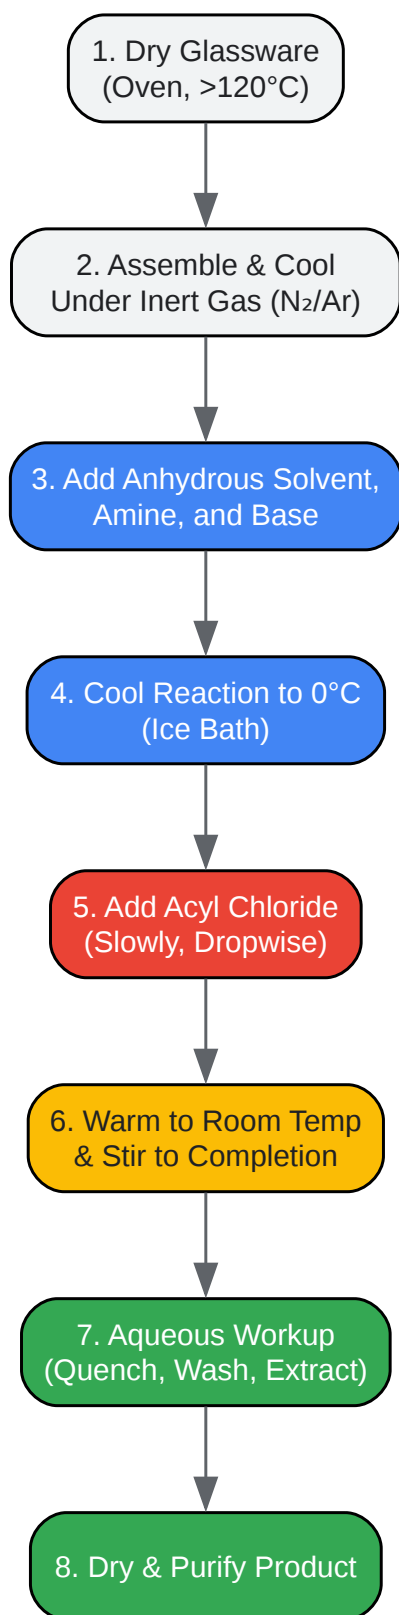 1. Dry Glassware
(Oven, >120°C)
2. Assemble & Cool
Under Inert Gas (N₂/Ar)
3. Add Anhydrous Solvent,
Amine, and Base
4. Cool Reaction to 0°C
(Ice Bath)
5. Add Acyl Chloride
(Slowly, Dropwise)
6. Warm to Room Temp
& Stir to Completion
7. Aqueous Workup
(Quench, Wash, Extract)
8. Dry & Purify Product